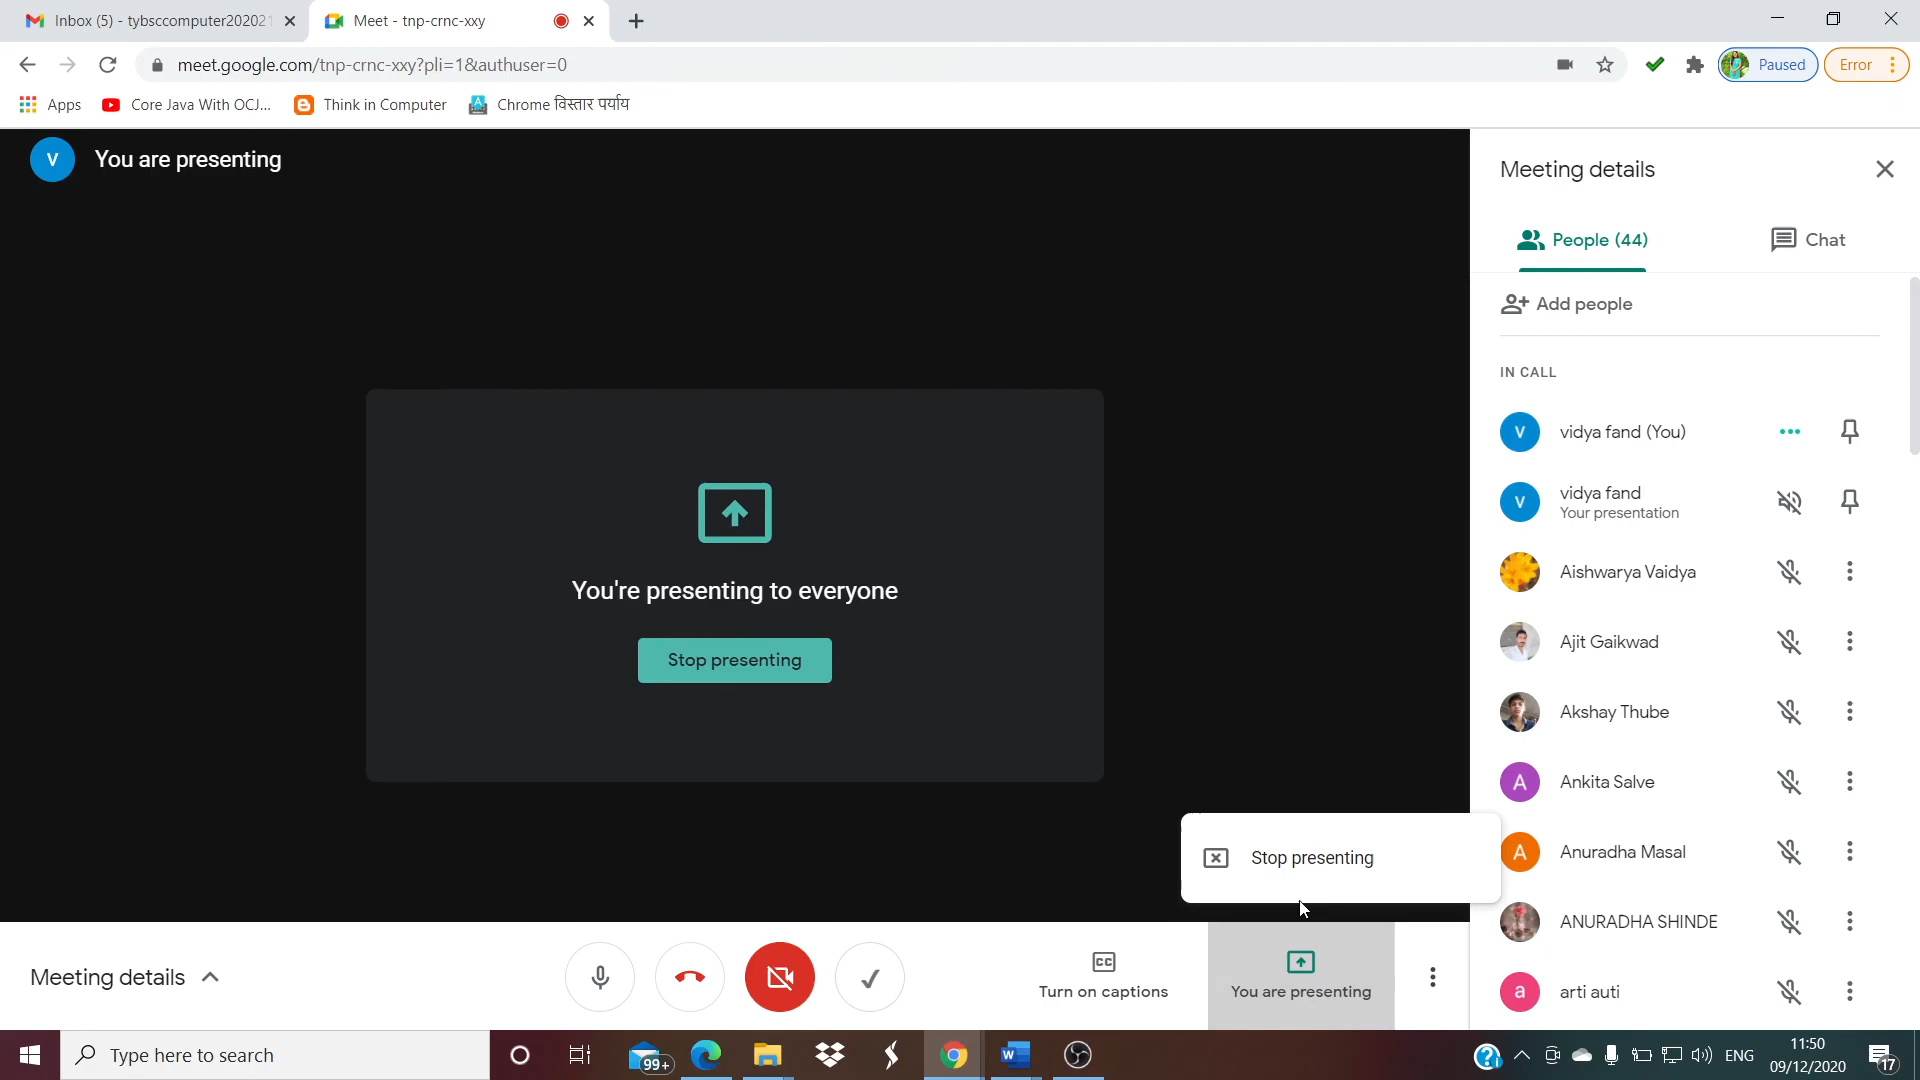 Inbox (5) - tybsccomputer202021
Meet - tnp-crnc-xxy
meet.google.com/tnp-crnc-xxy?pli=1&authuser=0
Paused
Error
Apps
Core Java With OCJ...
Think in Computer
Chrome विस्तार पर्याय
V
You are presenting
You're presenting to everyone
Stop presenting
Meeting details
People (44)
Chat
Add people
IN CALL
V
vidya fand (You)
V
vidya fand
Your presentation
Aishwarya Vaidya
Ajit Gaikwad
Akshay Thube
A
Ankita Salve
A
Anuradha Masal
ANURADHA SHINDE
a
arti auti
Stop presenting
Meeting details
CC
Turn on captions
You are presenting
Type here to search
99+
W
ENG
11:50
09/12/2020
17